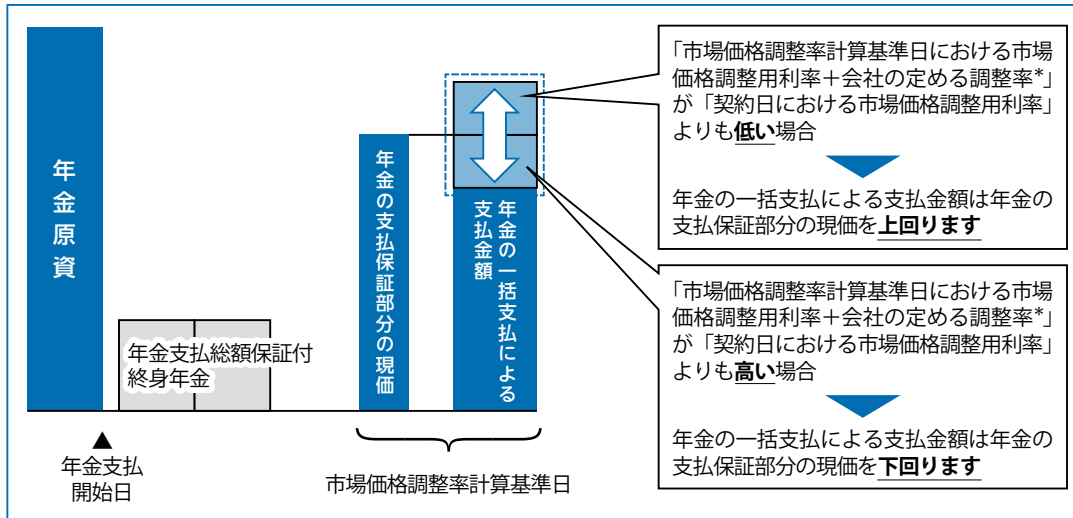 年金原資
年金支払総額保証付
終身年金
▲
年金支払
開始日
年金の支払保証部分の現価
年金の一括支払による
支払金額
市場価格調整率計算基準日
「市場価格調整率計算基準日における市場
価格調整用利率＋会社の定める調整率*」
が「契約日における市場価格調整用利率」
よりも低い場合
年金の一括支払による支払金額は年金の
支払保証部分の現価を上回ります
「市場価格調整率計算基準日における市場
価格調整用利率＋会社の定める調整率*」
が「契約日における市場価格調整用利率」
よりも高い場合
年金の一括支払による支払金額は年金の
支払保証部分の現価を下回ります